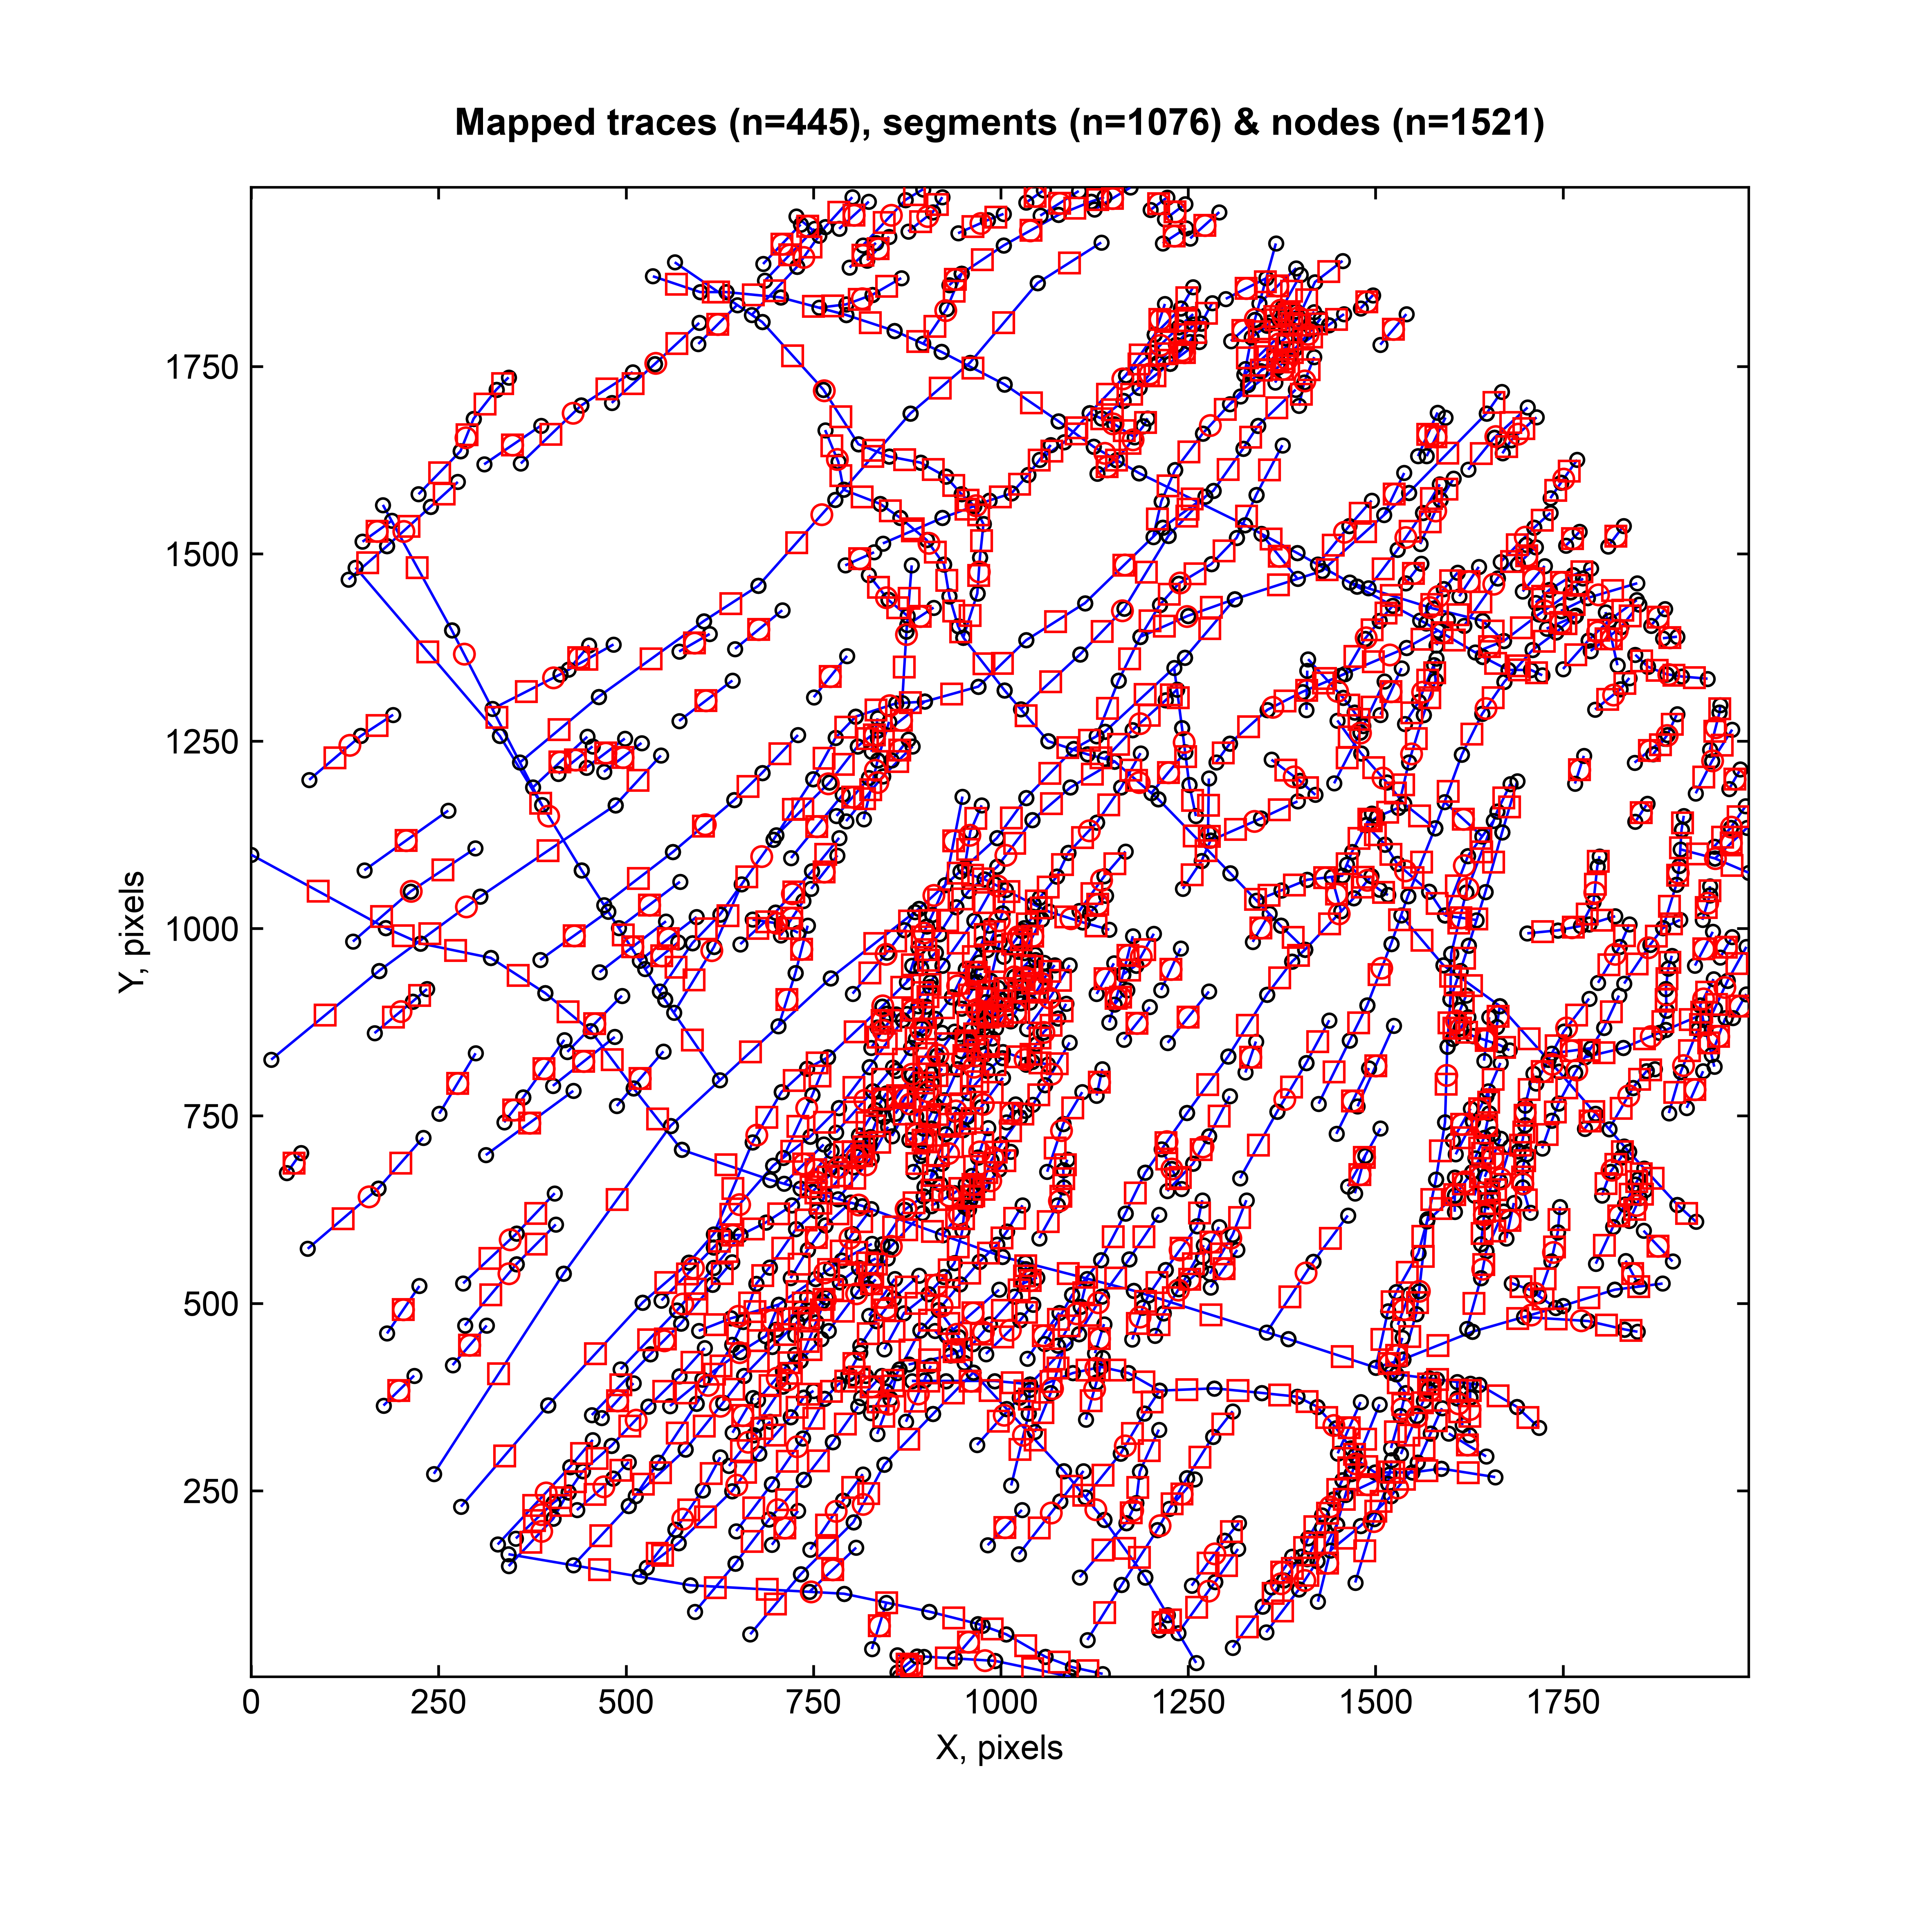 Mapped traces (n=445), segments (n=1076) & nodes (n=1521)
1750
1500
1250
1000
750
500
250
Y, pixels
0 250 500 750 1000 1250 1500 1750
X, pixels